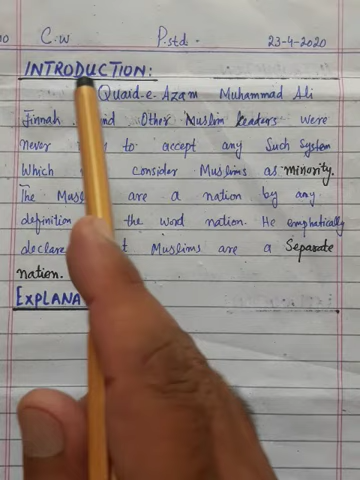 C.w P.std- 23-4-2020
INTRODUCTION:
Quaid-e-Azam Muhammad Ali
Jinnah and Other Muslim Leaders were
never to accept any Such System
Which consider Muslims as minority.
The are a nation by any
definition the word nation. He emphatically
declare Muslims are a Separate
nation.
EXPLANA